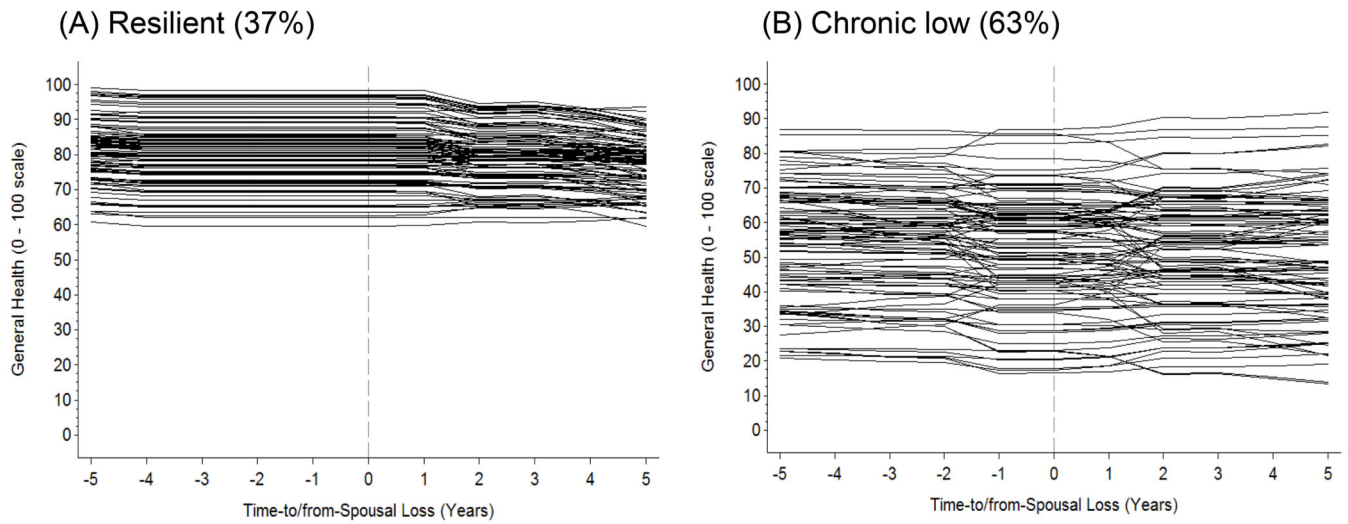 (A) Resilient (37%)
General Health (0 - 100 scale)
100
90
80
70
60
50
40
30
20
10
0
-5 -4 -3 -2 -1 0 1 2 3 4 5
Time-to/from-Spousal Loss (Years)
(B) Chronic low (63%)
General Health (0 - 100 scale)
100
90
80
70
60
50
40
30
20
10
0
-5 -4 -3 -2 -1 0 1 2 3 4 5
Time-to/from-Spousal Loss (Years)